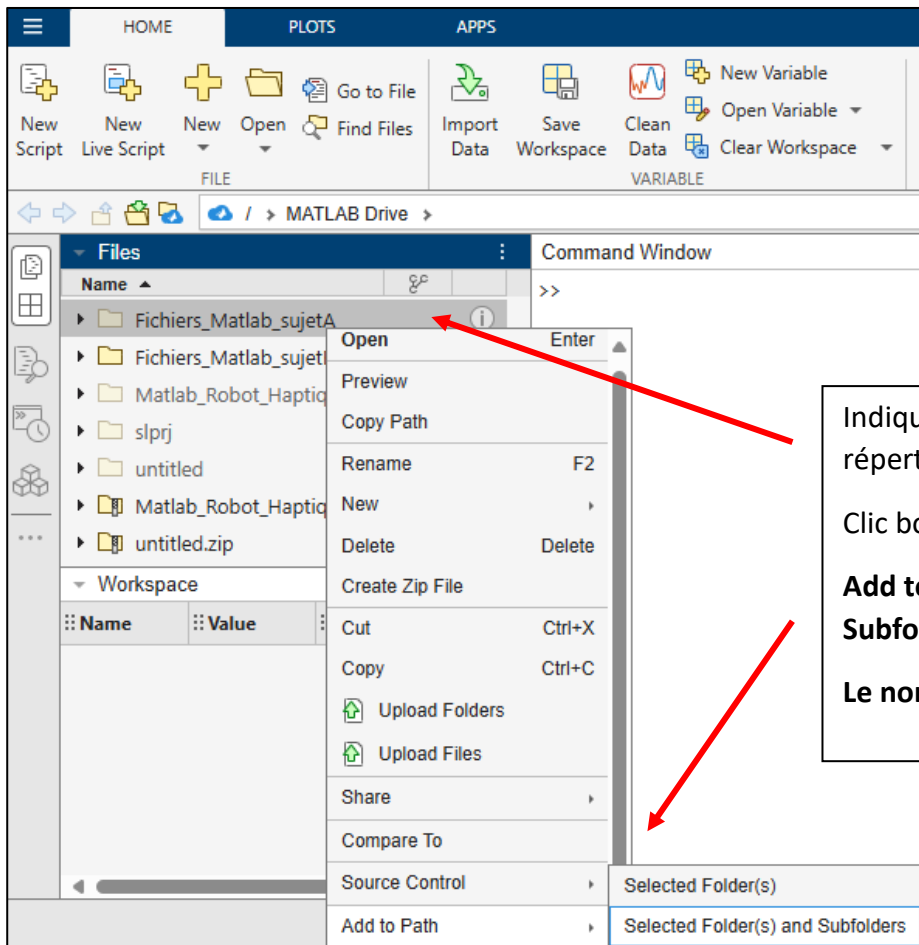 HOME PLOTS APPS
New Script
New Live Script
New
Open
Go to File
Find Files
Import Data
Save Workspace
Clean Data
New Variable
Open Variable
Clear Workspace
FILE VARIABLE
/ > MATLAB Drive >
Files
Name
Command Window
>>
Fichiers_Matlab_sujetA
Fichiers_Matlab_sujet
Matlab_Robot_Haptiq
slprj
untitled
Matlab_Robot_Haptiq
untitled.zip
Workspace
Name Value
Open Enter
Preview
Copy Path
Rename F2
New
Delete Delete
Create Zip File
Cut Ctrl+X
Copy Ctrl+C
Upload Folders
Upload Files
Share
Compare To
Source Control
Add to Path
Selected Folder(s)
Selected Folder(s) and Subfolders
Indiqu
répert
Clic bo
Add to
Subfo
Le nor